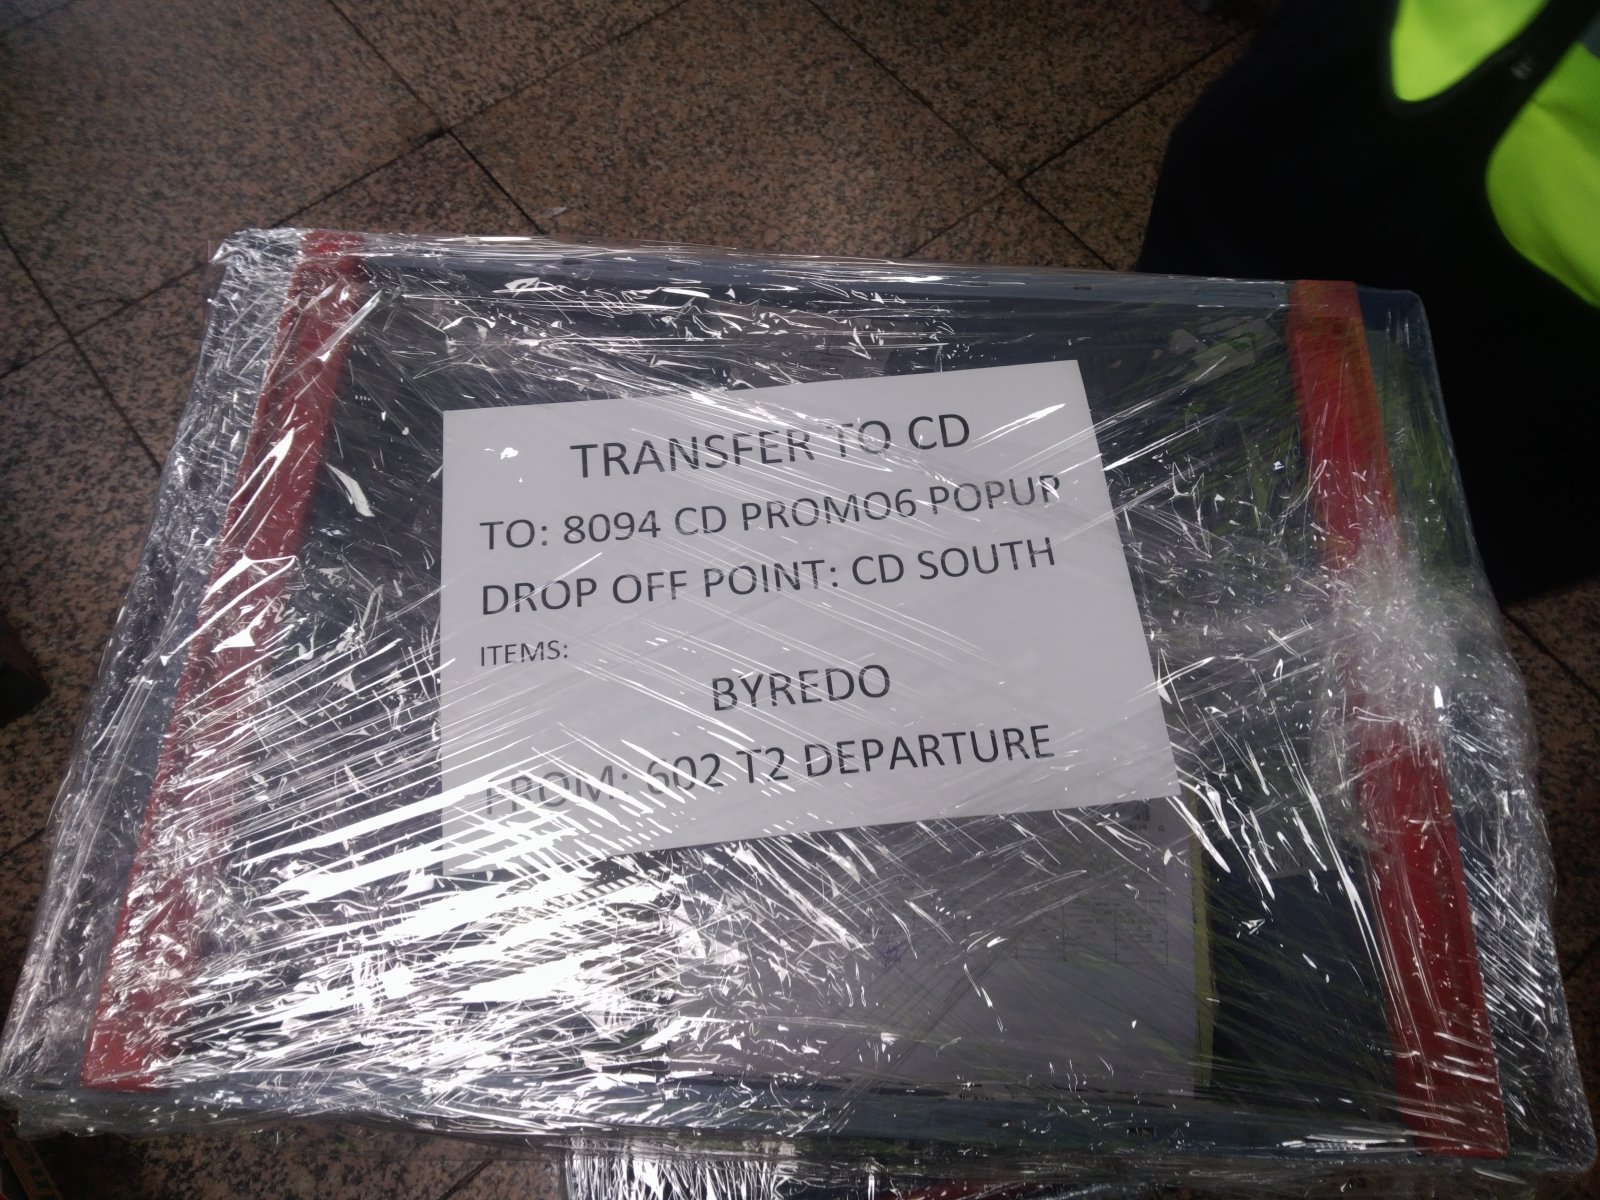 TRANSFER TO CD
TO: 8094 CD PROMO6 POPUP
DROP OFF POINT: CD SOUTH
ITEMS:
BYREDO
FROM: 602 T2 DEPARTURE